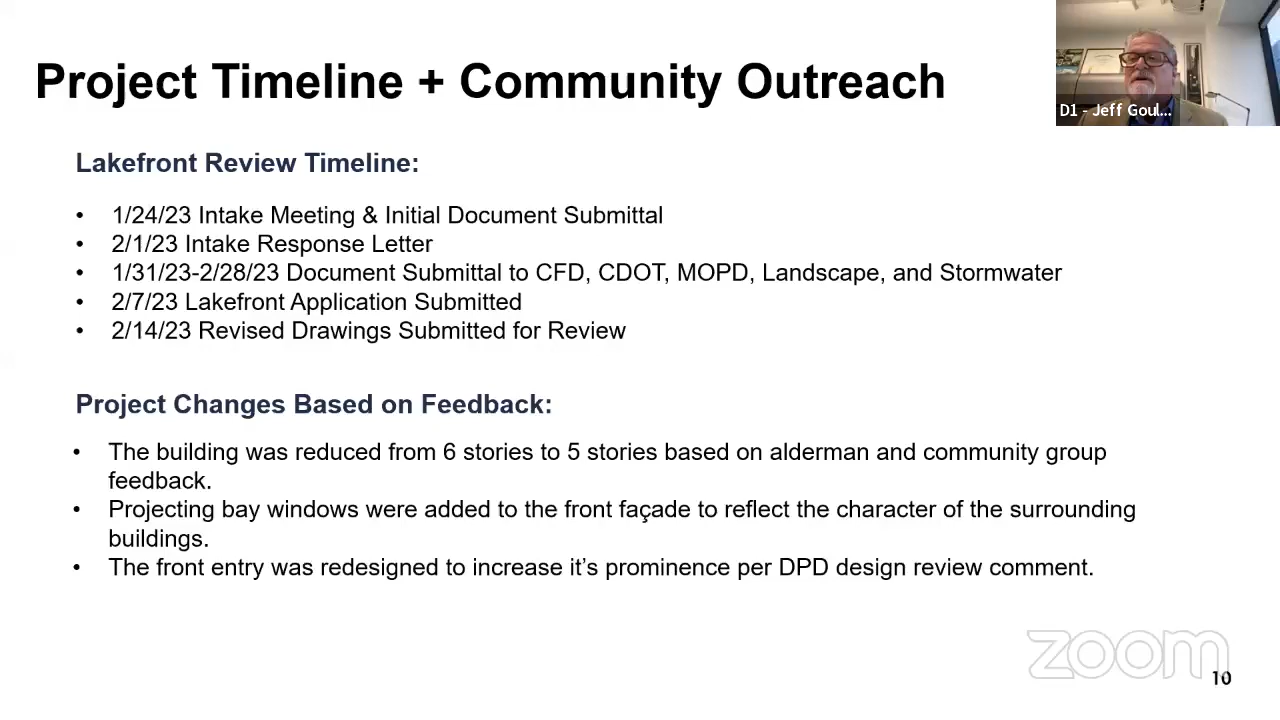 Project Timeline + Community Outreach
D1 - Jeff Goul...
Lakefront Review Timeline:
• 1/24/23 Intake Meeting & Initial Document Submittal
• 2/1/23 Intake Response Letter
• 1/31/23-2/28/23 Document Submittal to CFD, CDOT, MOPD, Landscape, and Stormwater
• 2/7/23 Lakefront Application Submitted
• 2/14/23 Revised Drawings Submitted for Review
Project Changes Based on Feedback:
• The building was reduced from 6 stories to 5 stories based on alderman and community group
feedback.
• Projecting bay windows were added to the front façade to reflect the character of the surrounding
buildings.
• The front entry was redesigned to increase it’s prominence per DPD design review comment.
zoom
10